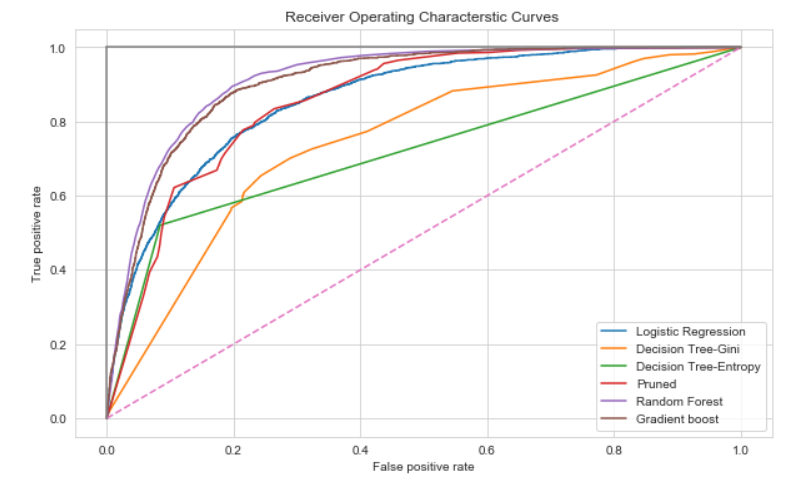 Receiver Operating Characterstic Curves
True positive rate
1.0
0.8
0.6
0.4
0.2
0.0
Logistic Regression
Decision Tree-Gini
Decision Tree-Entropy
Pruned
Random Forest
Gradient boost
0.0 0.2 0.4 0.6 0.8 1.0
False positive rate